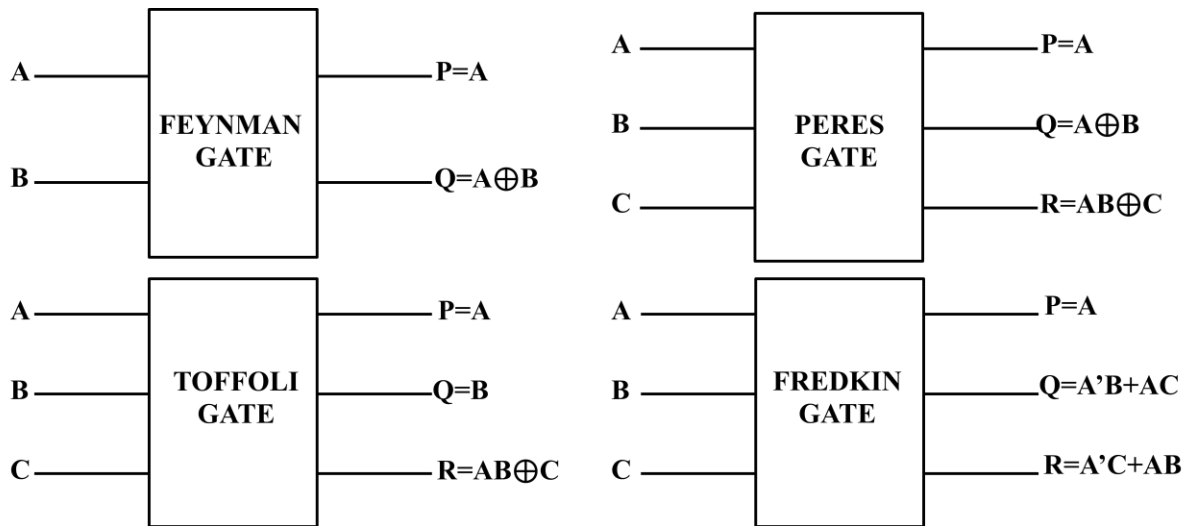 A
P=A
FEYNMAN
GATE
B
Q=A⊕B
A
P=A
B
PERES
GATE
Q=A⊕B
C
R=AB⊕C
A
P=A
B
TOFFOLI
GATE
Q=B
C
R=AB⊕C
A
P=A
B
FREDKIN
GATE
Q=A’B+AC
C
R=A’C+AB